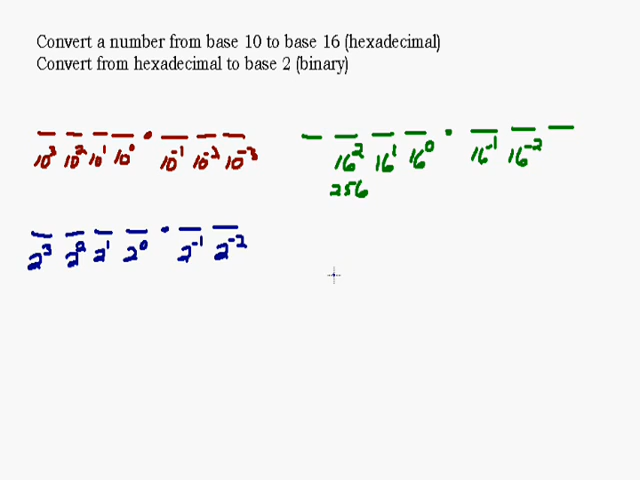 Convert a number from base 10 to base 16 (hexadecimal)
Convert from hexadecimal to base 2 (binary)
10³ 10² 10¹ 10⁰ . 10⁻¹ 10⁻² 10⁻³
16² 16¹ 16⁰ . 16⁻¹ 16⁻²
256
2³ 2² 2¹ 2⁰ . 2⁻¹ 2⁻²